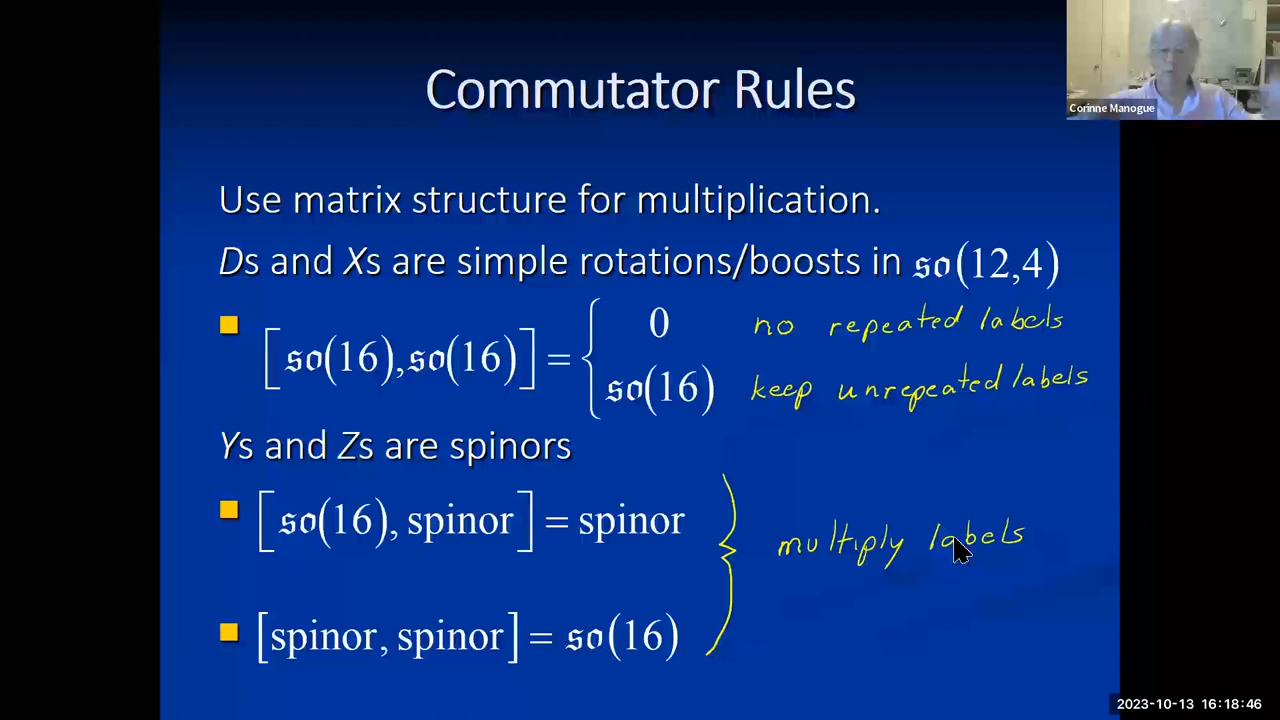 Commutator Rules
Corinne Manogue
Use matrix structure for multiplication.
Ds and Xs are simple rotations/boosts in so(12,4)
[so(16),so(16)] = { 0 no repeated labels
so(16) keep unrepeated labels
Ys and Zs are spinors
[so(16), spinor] = spinor
} multiply labels
[spinor, spinor] = so(16)
2023-10-13 16:18:46